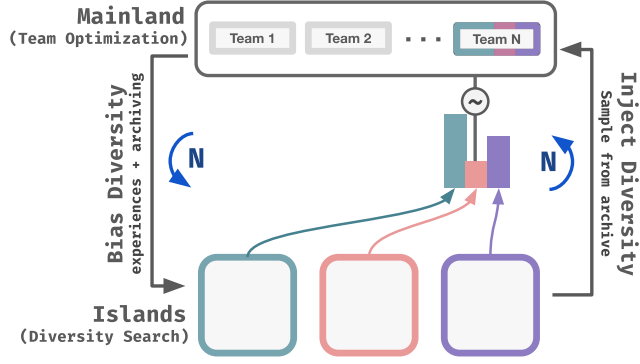 Mainland
(Team Optimization)
Team 1
Team 2
...
Team N
~
Bias Diversity
experiences + archiving
N
N
Inject Diversity
Sample from archive
Islands
(Diversity Search)